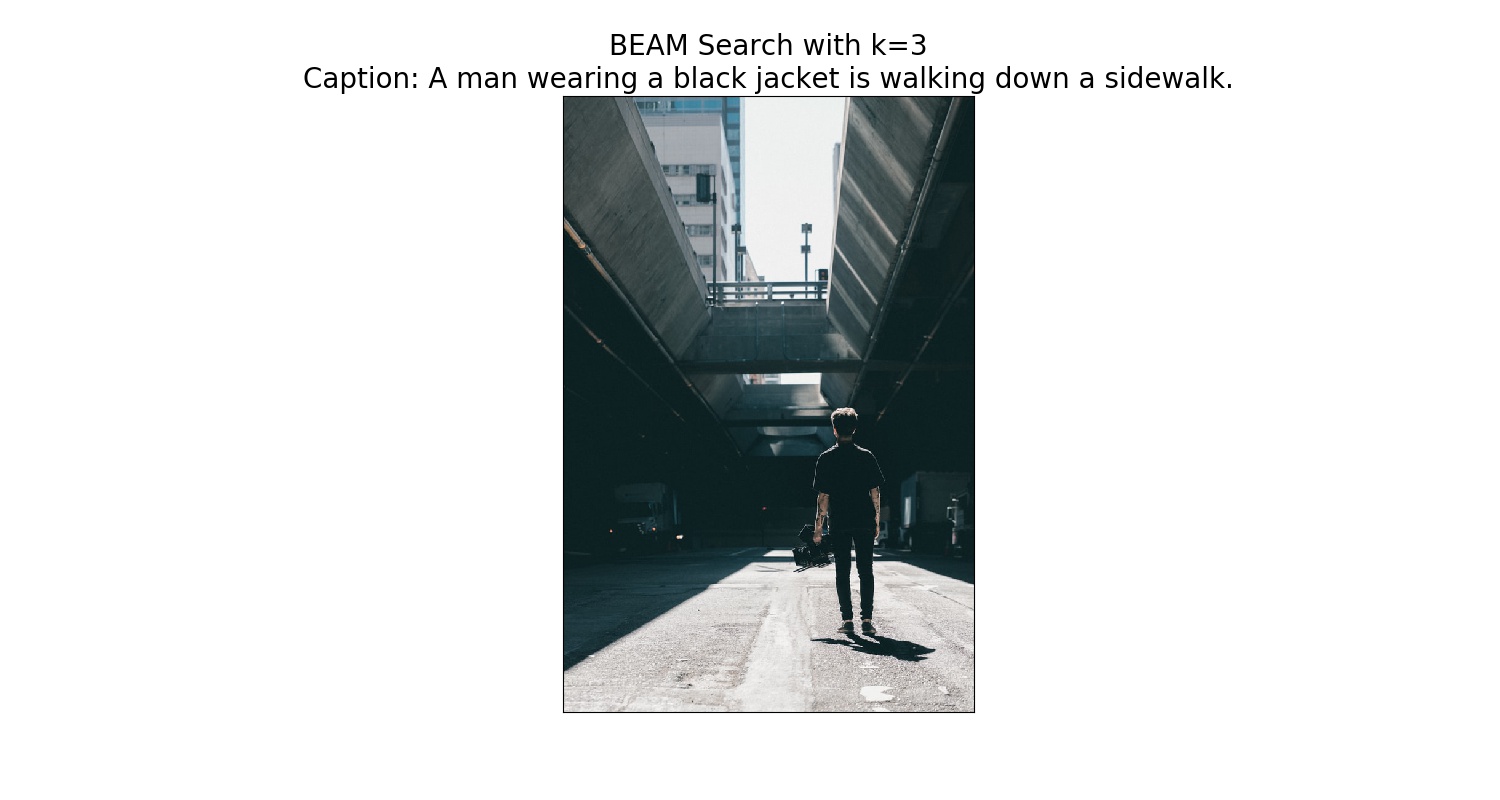 BEAM Search with k=3
Caption: A man wearing a black jacket is walking down a sidewalk.